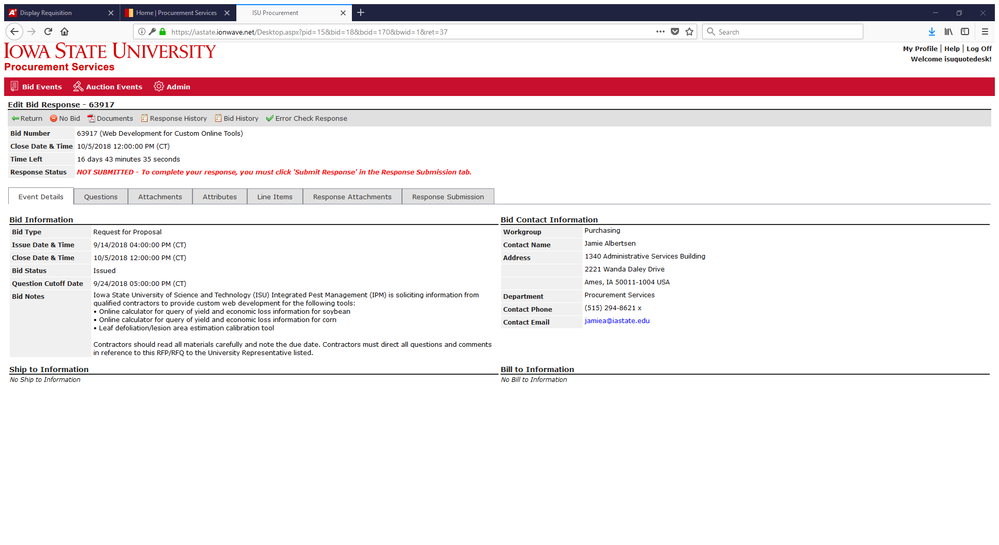 Display Requisition
Home | Procurement Services
ISU Procurement
https://iastate.ionwave.net/Desktop.aspx?pid=15&bid=18&bcid=170&bwid=1&ret=37
Search
IOWA STATE UNIVERSITY
Procurement Services
My Profile | Help | Log Off
Welcome isuquotedesk!
Bid Events Auction Events Admin
Edit Bid Response - 63917
Return No Bid Documents Response History Bid History Error Check Response
Bid Number 63917 (Web Development for Custom Online Tools)
Close Date & Time 10/5/2018 12:00:00 PM (CT)
Time Left 16 days 43 minutes 35 seconds
Response Status NOT SUBMITTED - To complete your response, you must click 'Submit Response' in the Response Submission tab.
Event Details Questions Attachments Attributes Line Items Response Attachments Response Submission
Bid Information
Bid Type Request for Proposal
Issue Date & Time 9/14/2018 04:00:00 PM (CT)
Close Date & Time 10/5/2018 12:00:00 PM (CT)
Bid Status Issued
Question Cutoff Date 9/24/2018 05:00:00 PM (CT)
Bid Notes Iowa State University of Science and Technology (ISU) Integrated Pest Management (IPM) is soliciting information from
qualified contractors to provide custom web development for the following tools:
• Online calculator for query of yield and economic loss information for soybean
• Online calculator for query of yield and economic loss information for corn
• Leaf defoliation/lesion area estimation calibration tool
Contractors should read all materials carefully and note the due date. Contractors must direct all questions and comments
in reference to this RFP/RFQ to the University Representative listed.
Bid Contact Information
Workgroup Purchasing
Contact Name Jamie Albertsen
Address 1340 Administrative Services Building
2221 Wanda Daley Drive
Ames, IA 50011-1004 USA
Department Procurement Services
Contact Phone (515) 294-8621 x
Contact Email jamiea@iastate.edu
Ship to Information
No Ship to Information
Bill to Information
No Bill to Information